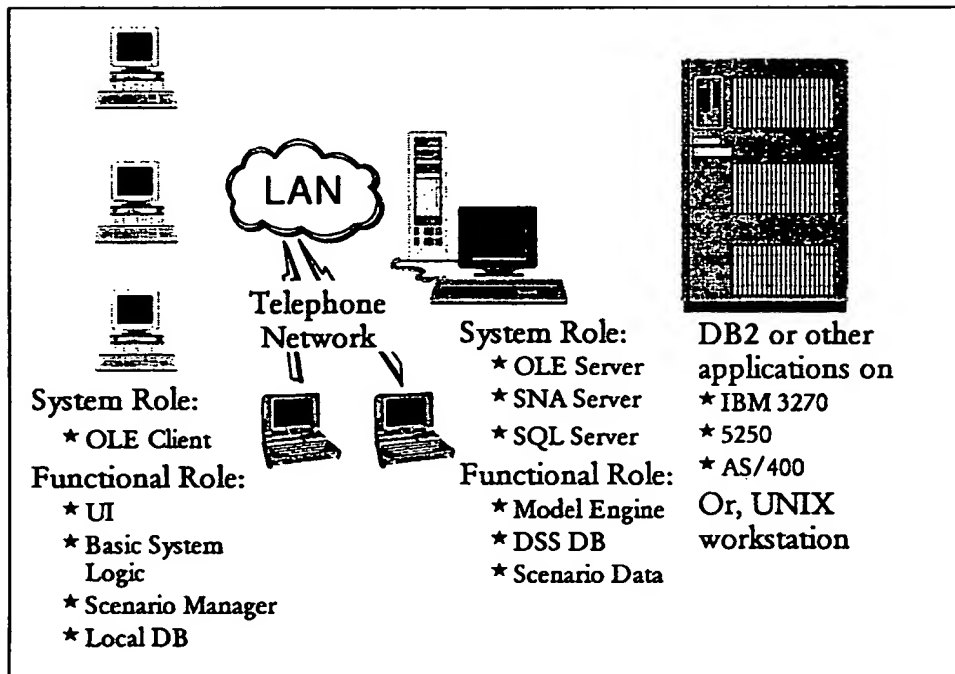 LAN
Telephone
Network
System Role:
★ OLE Client
Functional Role:
★ UI
★ Basic System
Logic
★ Scenario Manager
★ Local DB
System Role:
★ OLE Server
★ SNA Server
★ SQL Server
Functional Role:
★ Model Engine
★ DSS DB
★ Scenario Data
DB2 or other
applications on
★ IBM 3270
★ 5250
★ AS/400
Or, UNIX
workstation